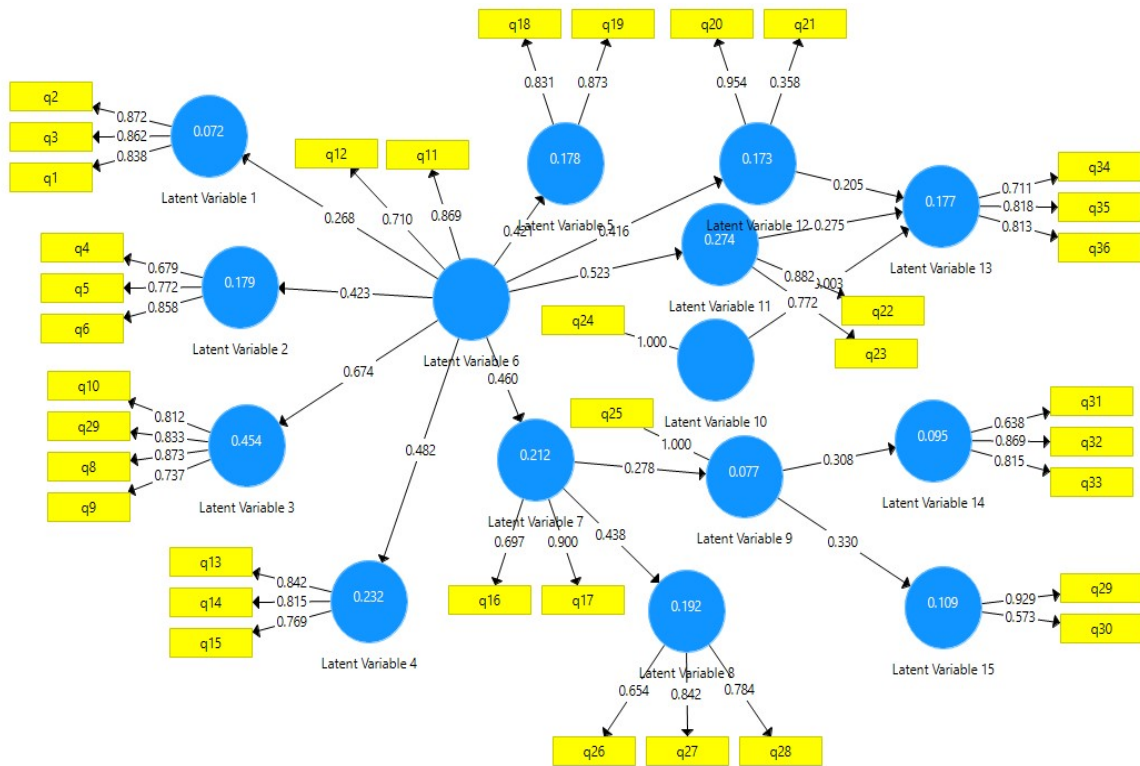 q18
q19
q20
q21
0.831
0.873
0.954
0.358
q2
q3
q1
0.872
0.862
0.838
0.072
Latent Variable 1
q12
q11
0.710
0.869
0.268
0.178
Latent Variable 5
0.421
0.173
Latent Variable 12
0.416
0.205
0.177
Latent Variable 13
0.711
0.818
0.813
q34
q35
q36
q4
q5
q6
0.679
0.772
0.858
0.179
Latent Variable 2
0.423
Latent Variable 6
0.523
0.274
Latent Variable 11
0.275
0.882
0.003
0.772
q22
q23
q24
1.000
Latent Variable 10
0.674
0.460
0.482
q10
q29
q8
q9
0.812
0.833
0.873
0.737
0.454
Latent Variable 3
q25
1.000
0.212
Latent Variable 7
0.278
0.077
Latent Variable 9
0.308
0.095
Latent Variable 14
0.638
0.869
0.815
q31
q32
q33
0.697
0.900
0.438
q16
q17
0.330
q13
q14
q15
0.842
0.815
0.769
0.232
Latent Variable 4
0.192
Latent Variable 8
0.654
0.842
0.784
q26
q27
q28
0.109
Latent Variable 15
0.929
0.573
q29
q30